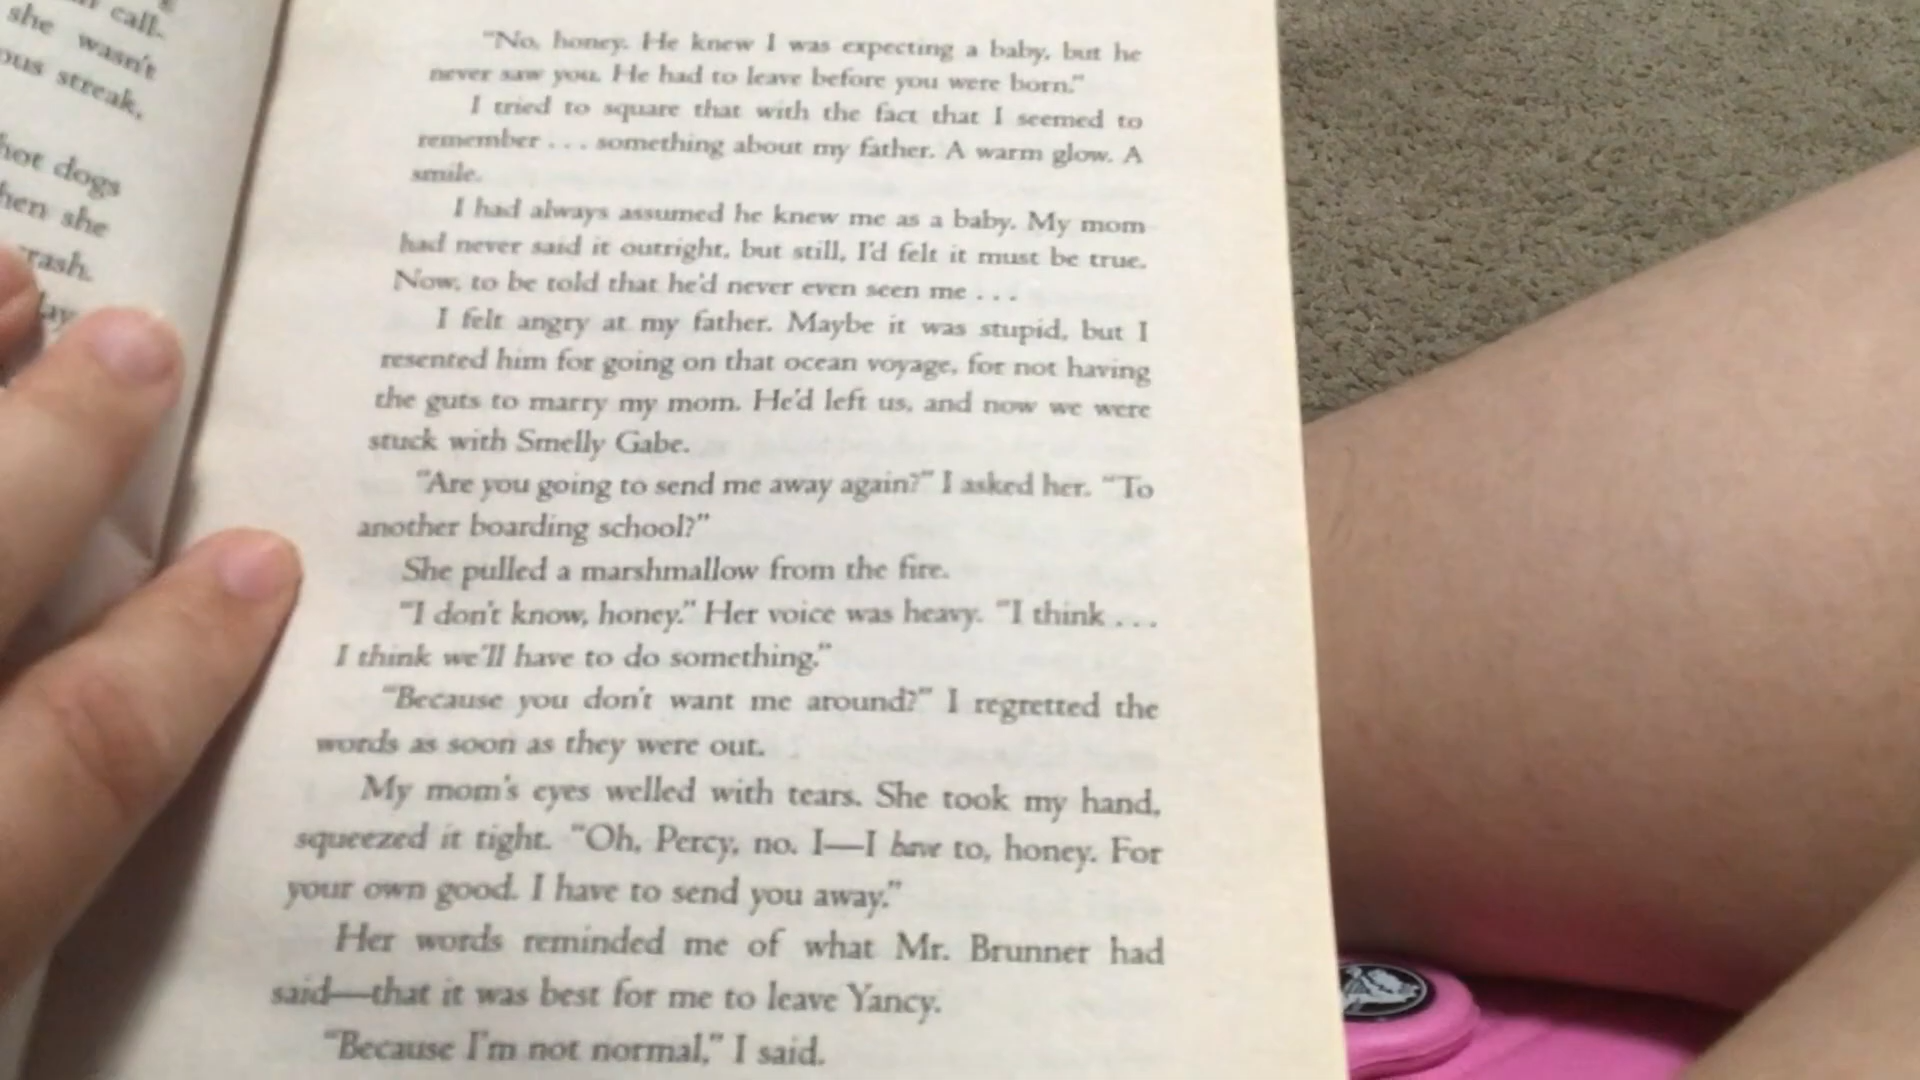 call-
she wasn't
ous streak,
hot dogs
hen she
rash.
"No, honey. He knew I was expecting a baby, but he
never saw you. He had to leave before you were born."
I tried to square that with the fact that I seemed to
remember . . . something about my father. A warm glow. A
smile.
I had always assumed he knew me as a baby. My mom
had never said it outright, but still, I'd felt it must be true.
Now, to be told that he'd never even seen me . . .
I felt angry at my father. Maybe it was stupid, but I
resented him for going on that ocean voyage, for not having
the guts to marry my mom. He'd left us, and now we were
stuck with Smelly Gabe.
"Are you going to send me away again?" I asked her. "To
another boarding school?"
She pulled a marshmallow from the fire.
"I don't know, honey." Her voice was heavy. "I think . . .
I think we'll have to do something."
"Because you don't want me around?" I regretted the
words as soon as they were out.
My mom's eyes welled with tears. She took my hand,
squeezed it tight. "Oh, Percy, no. I—I have to, honey. For
your own good. I have to send you away."
Her words reminded me of what Mr. Brunner had
said—that it was best for me to leave Yancy.
"Because I'm not normal," I said.